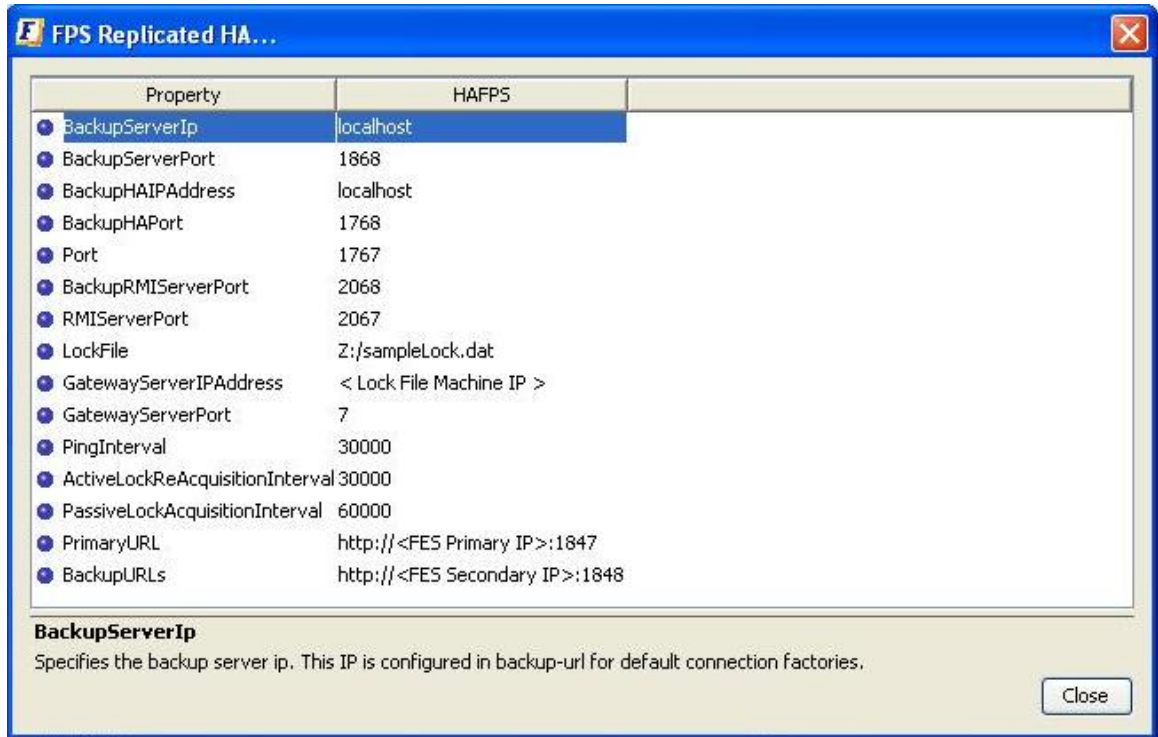 FPS Replicated HA...
Property HAFPS
BackupServerIp localhost
BackupServerPort 1868
BackupHAIPAddress localhost
BackupHAPort 1768
Port 1767
BackupRMIServerPort 2068
RMIServerPort 2067
LockFile Z:/sampleLock.dat
GatewayServerIPAddress < Lock File Machine IP >
GatewayServerPort 7
PingInterval 30000
ActiveLockReAcquisitionInterval 30000
PassiveLockAcquisitionInterval 60000
PrimaryURL http://<FES Primary IP>:1847
BackupURLs http://<FES Secondary IP>:1848
BackupServerIp
Specifies the backup server ip. This IP is configured in backup-url for default connection factories.
Close